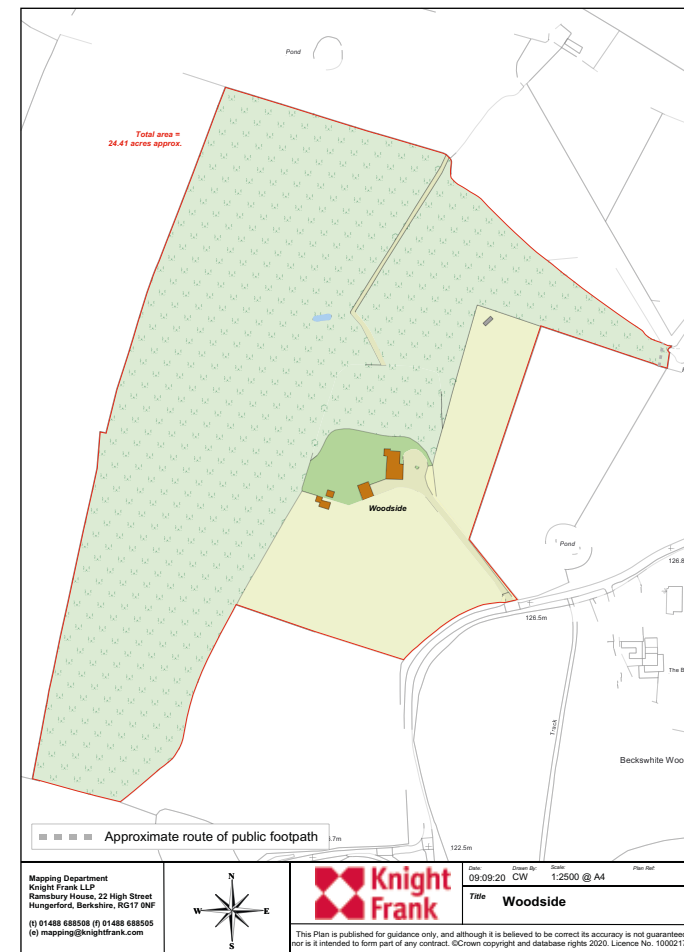 Pond
Total area =
24.41 acres approx.
Woodside
Pond
126.8
126.5m
The B
Track
Beckswhite Woo
Approximate route of public footpath
.7m
122.5m
Mapping Department
Knight Frank LLP
Ramsbury House, 22 High Street
Hungerford, Berkshire, RG17 0NF
(t) 01488 688508 (f) 01488 688505
(e) mapping@knightfrank.com
N
W E
S
Knight
Frank
Date: Drawn By: Scale: Plan Ref:
09:09:20 CW 1:2500 @ A4
Title Woodside
This Plan is published for guidance only, and although it is believed to be correct its accuracy is not guarantee
nor is it intended to form part of any contract. ©Crown copyright and database rights 2020. Licence No. 100021